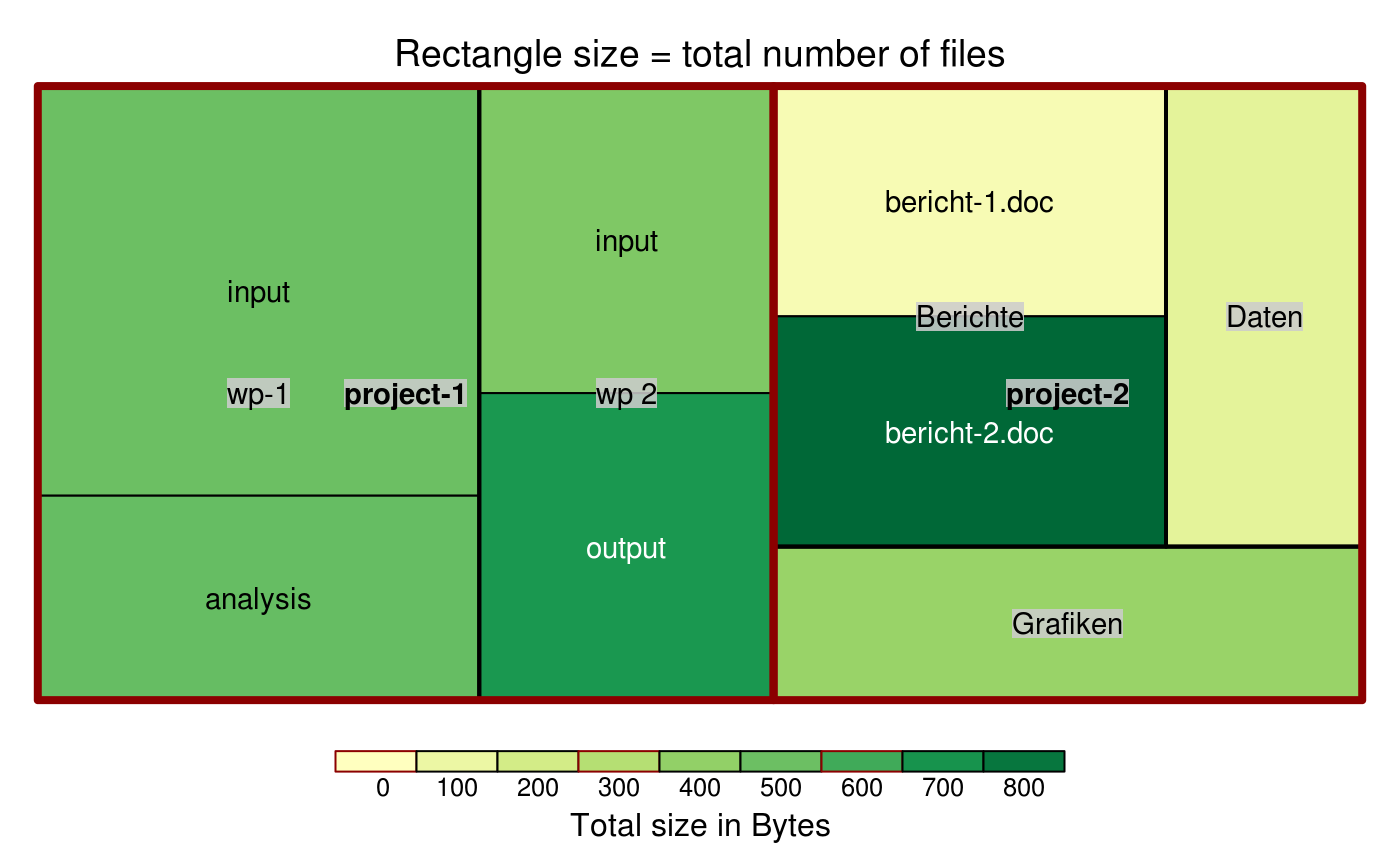 Rectangle size = total number of files
input
input
bericht-1.doc
Berichte
Daten
wp-1
project-1
wp 2
project-2
bericht-2.doc
output
analysis
Grafiken
0 100 200 300 400 500 600 700 800
Total size in Bytes